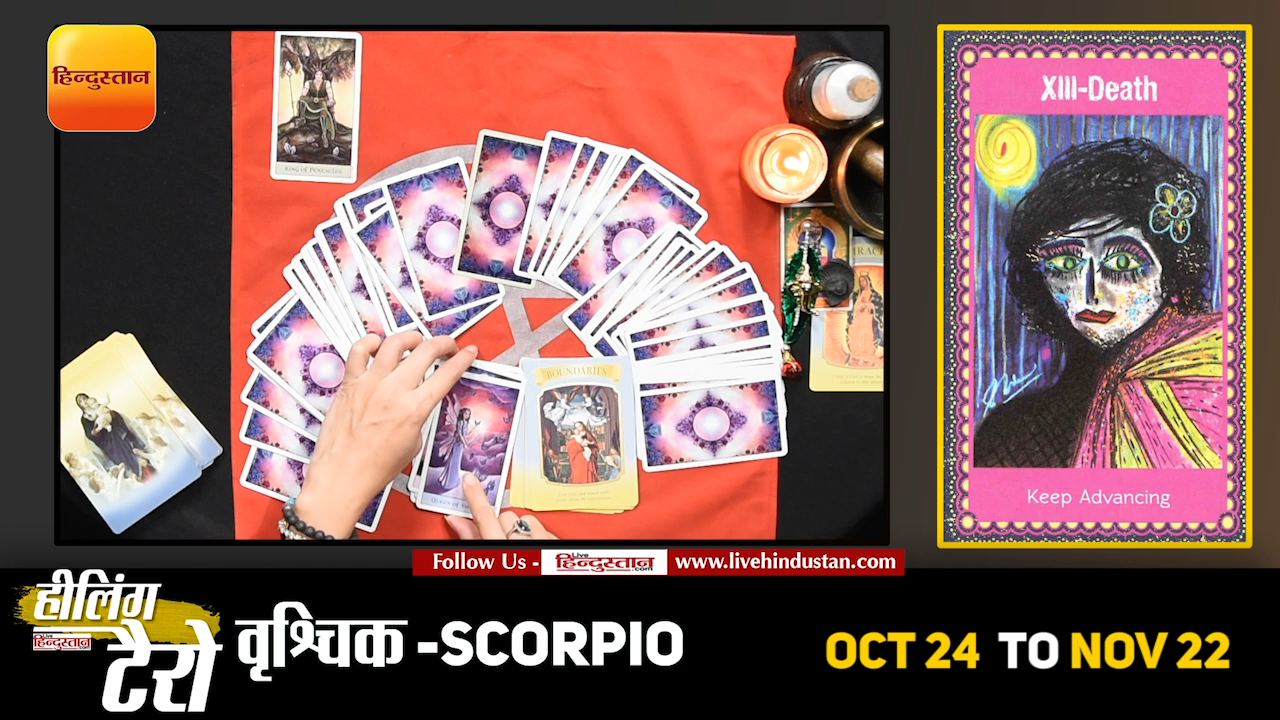 हिन्दुस्तान
King of Pentacles
BOUNDARIES
XIII-Death
Keep Advancing
Follow Us - Live हिन्दुस्तान .com www.livehindustan.com
हीलिंग
टैरो
Live हिन्दुस्तान .com
वृश्चिक -SCORPIO
OCT 24 TO NOV 22